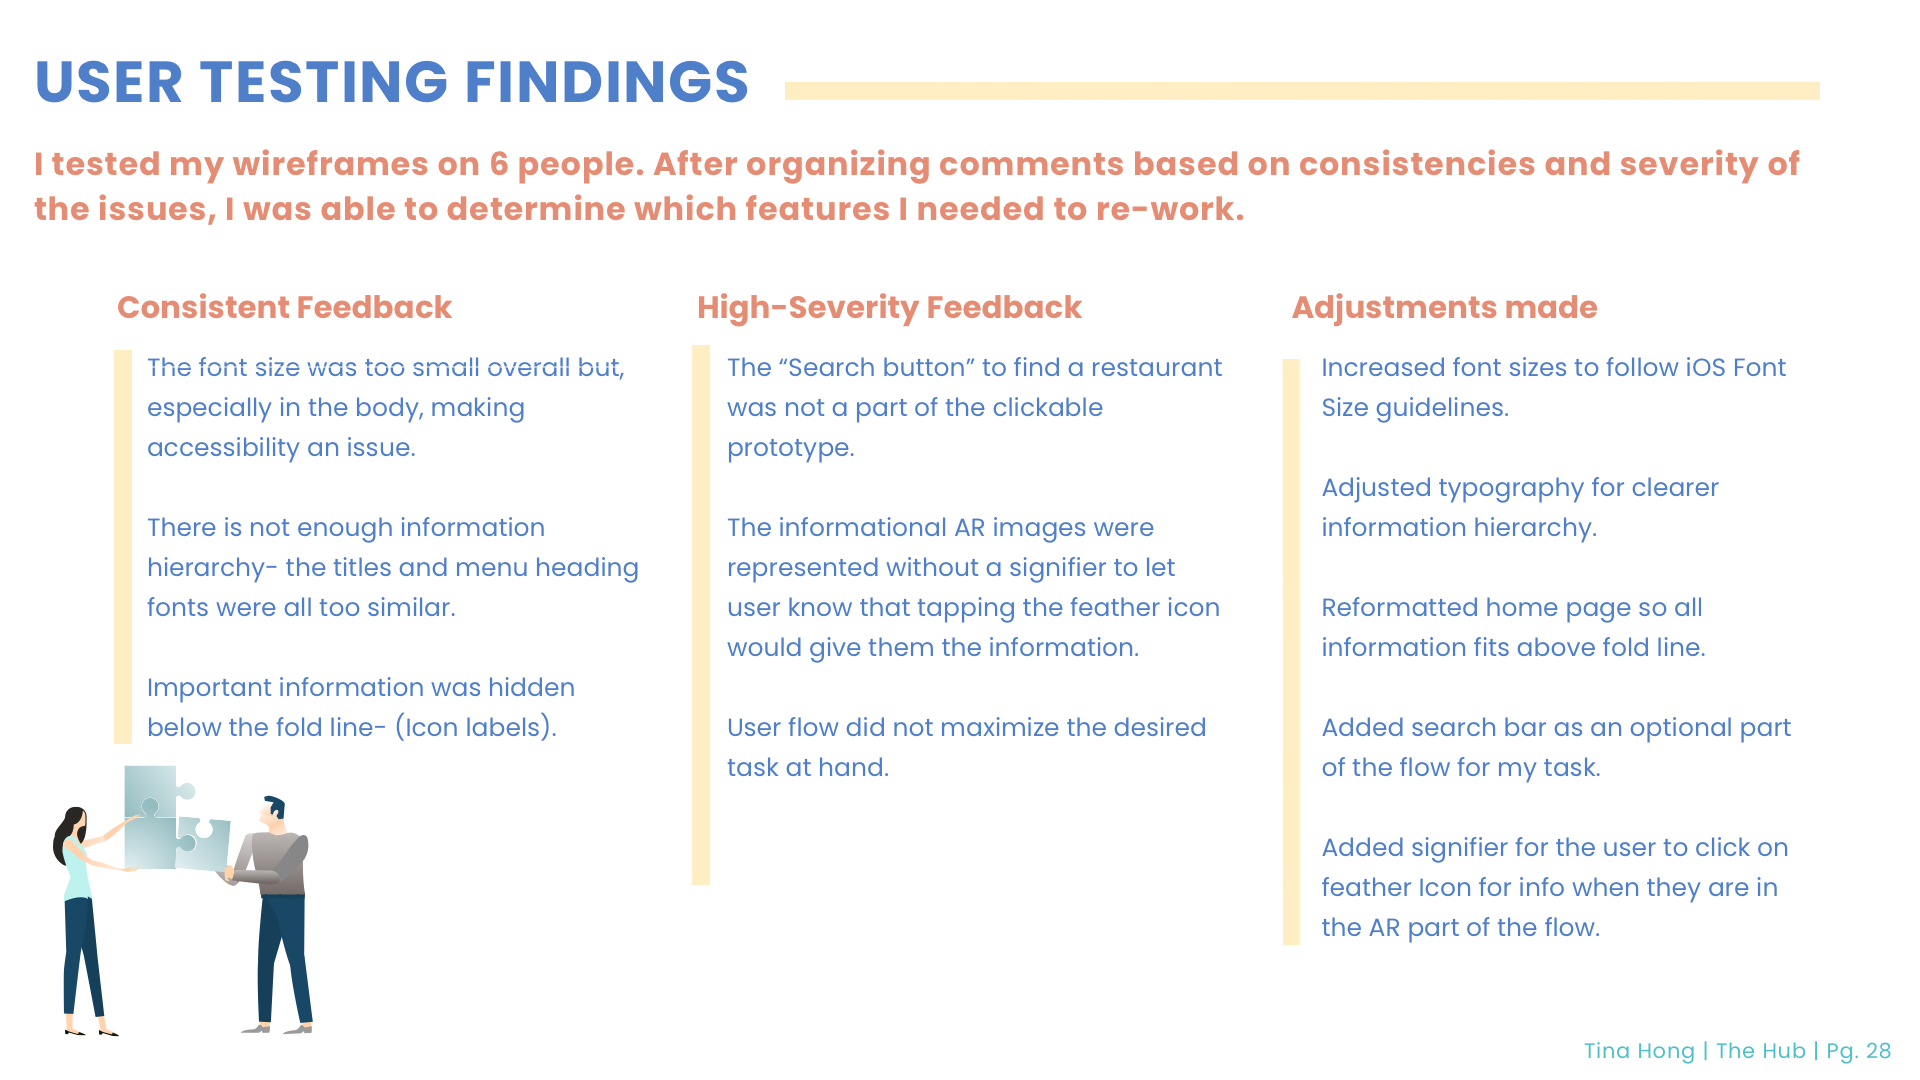 USER TESTING FINDINGS
I tested my wireframes on 6 people. After organizing comments based on consistencies and severity of
the issues, I was able to determine which features I needed to re-work.
Consistent Feedback
The font size was too small overall but,
especially in the body, making
accessibility an issue.
There is not enough information
hierarchy- the titles and menu heading
fonts were all too similar.
Important information was hidden
below the fold line- (Icon labels).
High-Severity Feedback
The “Search button” to find a restaurant
was not a part of the clickable
prototype.
The informational AR images were
represented without a signifier to let
user know that tapping the feather icon
would give them the information.
User flow did not maximize the desired
task at hand.
Adjustments made
Increased font sizes to follow iOS Font
Size guidelines.
Adjusted typography for clearer
information hierarchy.
Reformatted home page so all
information fits above fold line.
Added search bar as an optional part
of the flow for my task.
Added signifier for the user to click on
feather Icon for info when they are in
the AR part of the flow.
Tina Hong | The Hub | Pg. 28